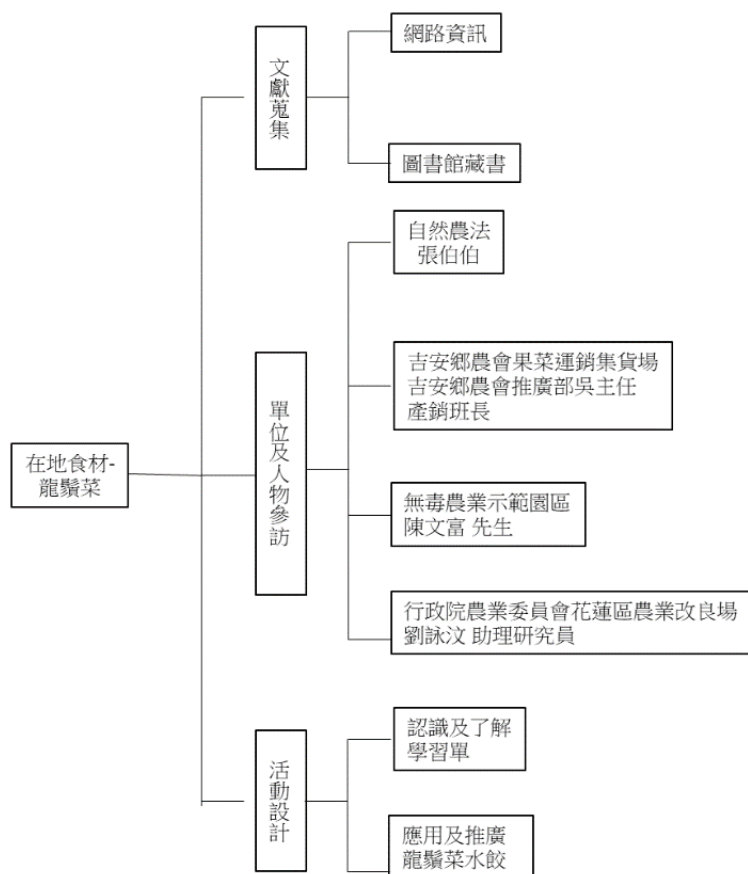 在地食材-
龍鬚菜
文獻蒐集
網路資訊
圖書館藏書
單位及人物參訪
自然農法
張伯伯
吉安鄉農會果菜運銷集貨場
吉安鄉農會推廣部吳主任
產銷班長
無毒農業示範園區
陳文富 先生
行政院農業委員會花蓮區農業改良場
劉詠汶 助理研究員
活動設計
認識及了解
學習單
應用及推廣
龍鬚菜水餃